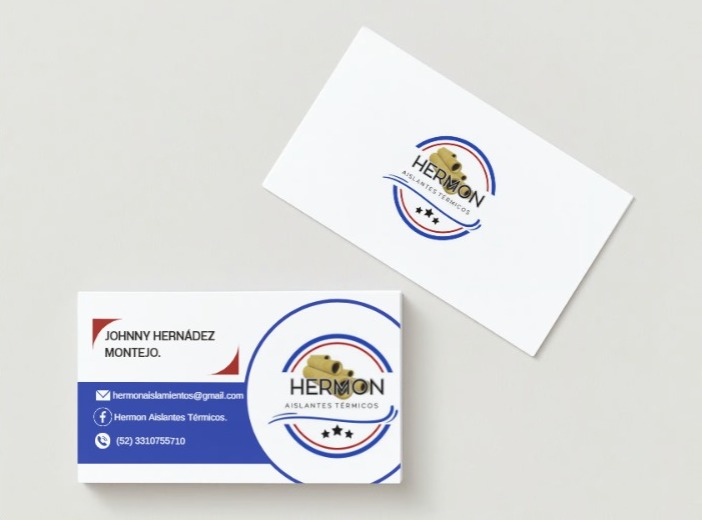 HERMON
AISLANTES TÉRMICOS
JOHNNY HERNÁDEZ
MONTEJO.
hermonaislamientos@gmail.com
Hermon Aislantes Térmicos.
(52) 3310755710
HERMON
AISLANTES TÉRMICOS